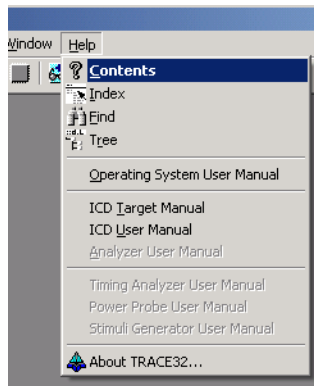 Window Help
Contents
Index
Find
Tree
Operating System User Manual
ICD Target Manual
ICD User Manual
Analyzer User Manual
Timing Analyzer User Manual
Power Probe User Manual
Stimuli Generator User Manual
About TRACE32...